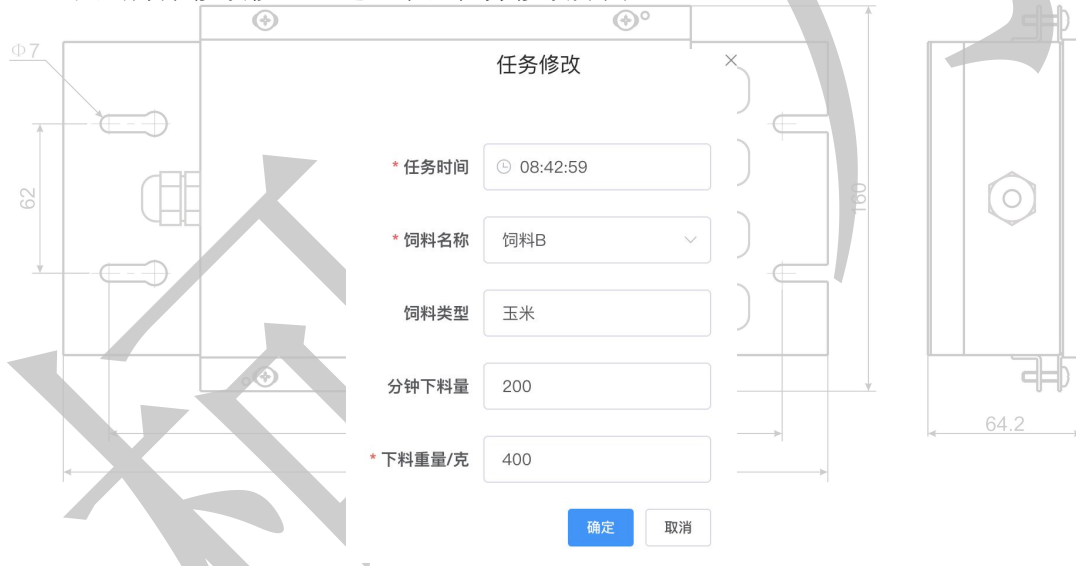 Φ7
任务修改
* 任务时间 08:42:59
62
160
* 饲料名称 饲料B
饲料类型 玉米
分钟下料量 200
64.2
* 下料重量/克 400
确定 取消